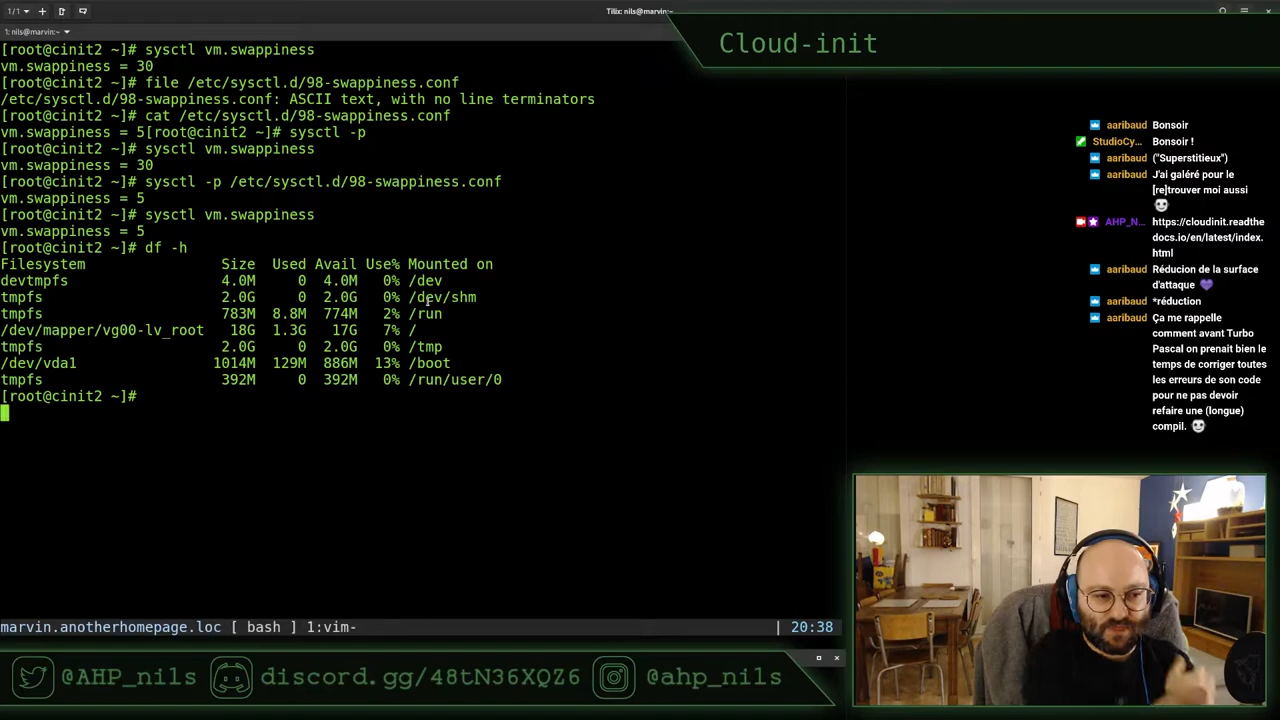 1/1
Tilix: nils@marvin:~
1: nils@marvin:~
Cloud-init
[root@cinit2 ~]# sysctl vm.swappiness
vm.swappiness = 30
[root@cinit2 ~]# file /etc/sysctl.d/98-swappiness.conf
/etc/sysctl.d/98-swappiness.conf: ASCII text, with no line terminators
[root@cinit2 ~]# cat /etc/sysctl.d/98-swappiness.conf
vm.swappiness = 5[root@cinit2 ~]# sysctl -p
[root@cinit2 ~]# sysctl vm.swappiness
vm.swappiness = 30
[root@cinit2 ~]# sysctl -p /etc/sysctl.d/98-swappiness.conf
vm.swappiness = 5
[root@cinit2 ~]# sysctl vm.swappiness
vm.swappiness = 5
[root@cinit2 ~]# df -h
Filesystem Size Used Avail Use% Mounted on
devtmpfs 4.0M 0 4.0M 0% /dev
tmpfs 2.0G 0 2.0G 0% /dev/shm
tmpfs 783M 8.8M 774M 2% /run
/dev/mapper/vg00-lv_root 18G 1.3G 17G 7% /
tmpfs 2.0G 0 2.0G 0% /tmp
/dev/vda1 1014M 129M 886M 13% /boot
tmpfs 392M 0 392M 0% /run/user/0
[root@cinit2 ~]#
marvin.anotherhomepage.loc [ bash ] 1:vim- | 20:38
aaribaud Bonsoir
StudioCy... Bonsoir !
aaribaud ("Superstitieux")
aaribaud J'ai galéré pour le
[re]trouver moi aussi
AHP_N... https://cloudinit.readthe
docs.io/en/latest/index.
html
aaribaud Réducion de la surface
d'attaque
aaribaud *réduction
aaribaud Ça me rappelle
comment avant Turbo
Pascal on prenait bien le
temps de corriger toutes
les erreurs de son code
pour ne pas devoir
refaire une (longue)
compil.
@AHP_nils discord.gg/48tN36XQZ6 @ahp_nils